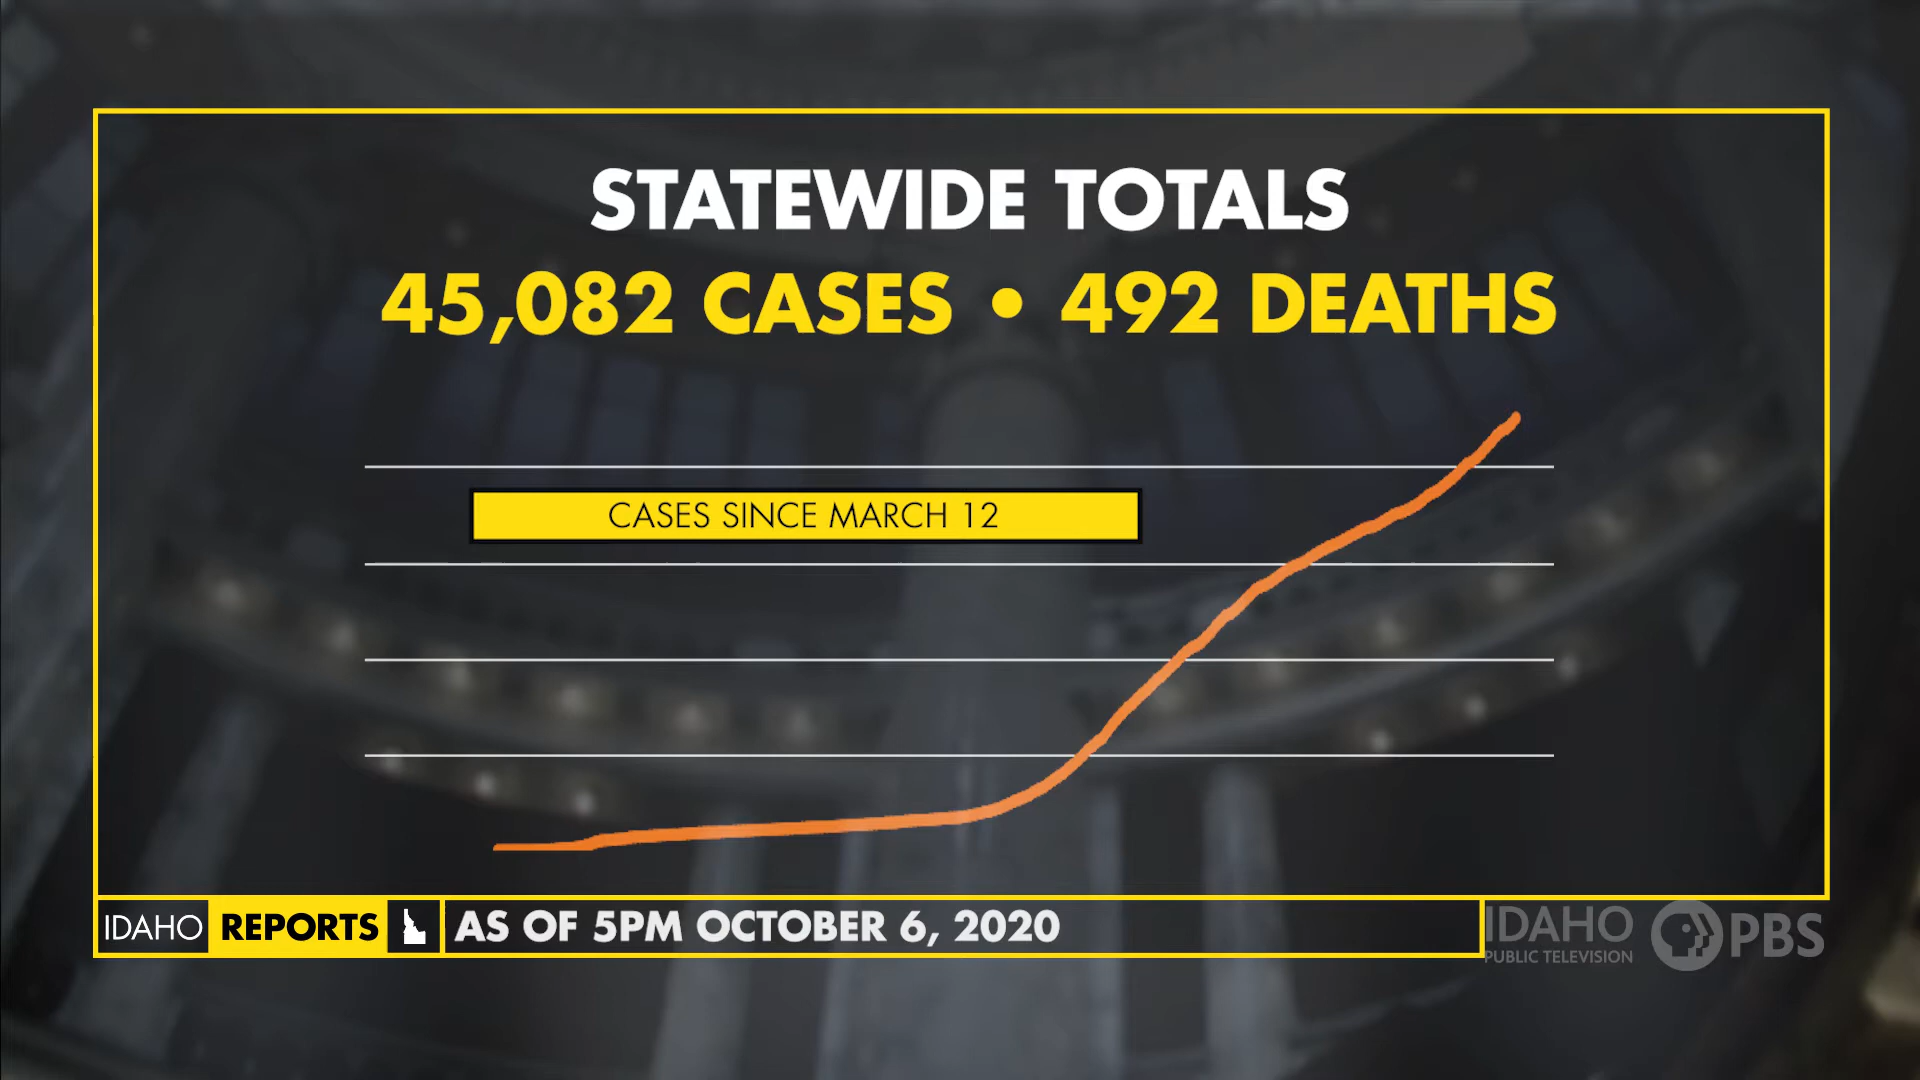 STATEWIDE TOTALS
45,082 CASES • 492 DEATHS
CASES SINCE MARCH 12
IDAHO REPORTS AS OF 5PM OCTOBER 6, 2020
IDAHO
PUBLIC TELEVISION
PBS